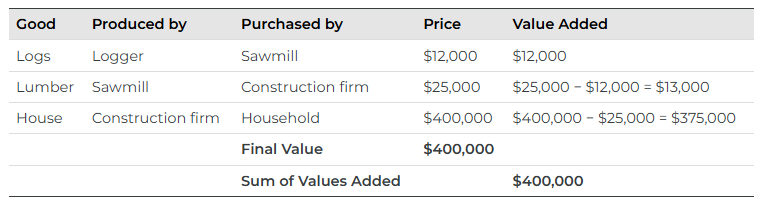 Good Produced by Purchased by Price Value Added
Logs Logger Sawmill $12,000 $12,000
Lumber Sawmill Construction firm $25,000 $25,000 − $12,000 = $13,000
House Construction firm Household $400,000 $400,000 − $25,000 = $375,000
Final Value $400,000
Sum of Values Added $400,000